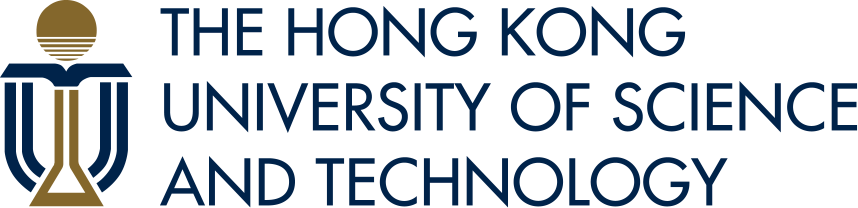 THE HONG KONG
UNIVERSITY OF SCIENCE
AND TECHNOLOGY